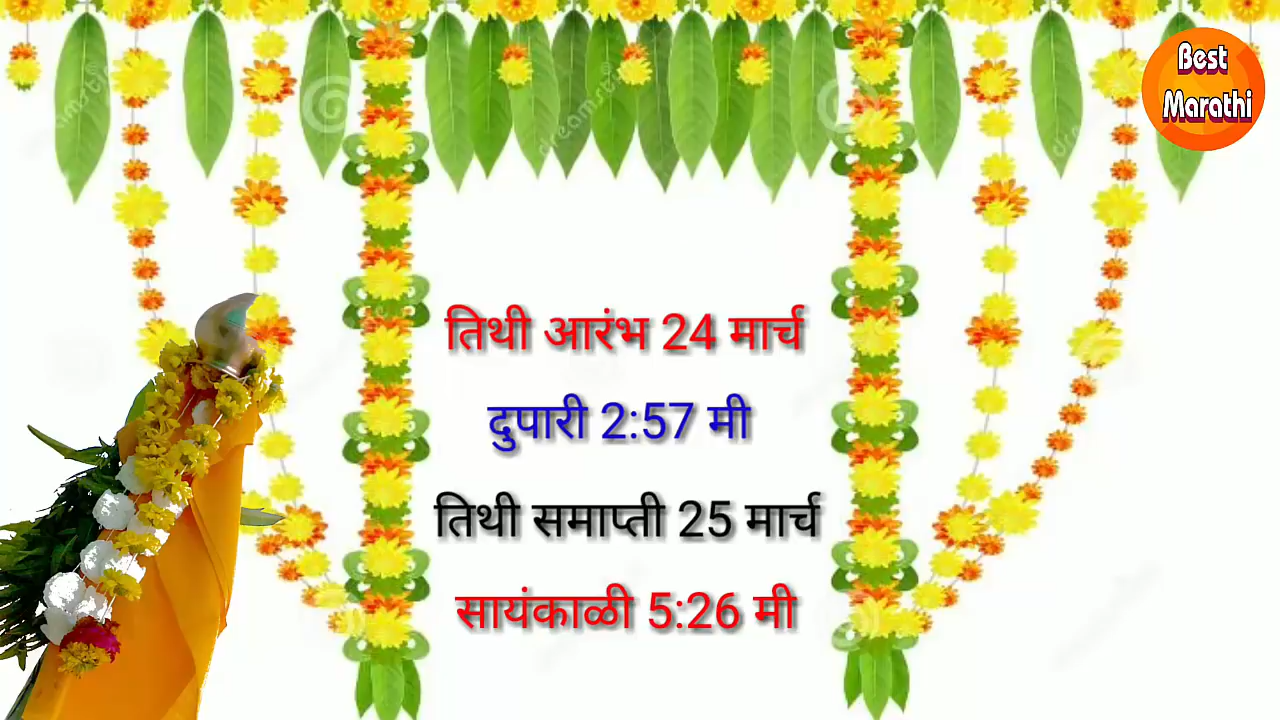 Best
Marathi
तिथी आरंभ 24 मार्च
दुपारी 2:57 मी
तिथी समाप्ती 25 मार्च
सायंकाळी 5:26 मी